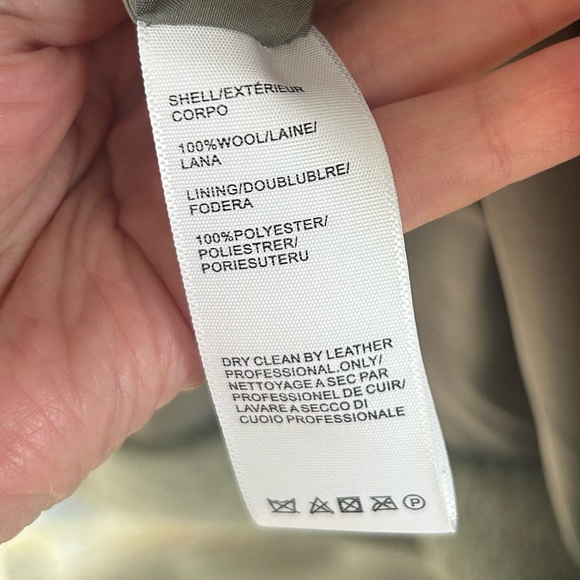 SHELL/EXTÉRIEUR
CORPO
100%WOOL/LAINE/
LANA
LINING/DOUBLUBLRE/
FODERA
100%POLYESTER/
POLIESTRER/
PORIESUTERU
DRY CLEAN BY LEATHER
PROFESSIONAL.ONLY/
NETTOYAGE A SEC PAR
PROFESSIONEL DE CUIR/
LAVARE A SECCO DI
CUOIO PROFESSIONALE
P